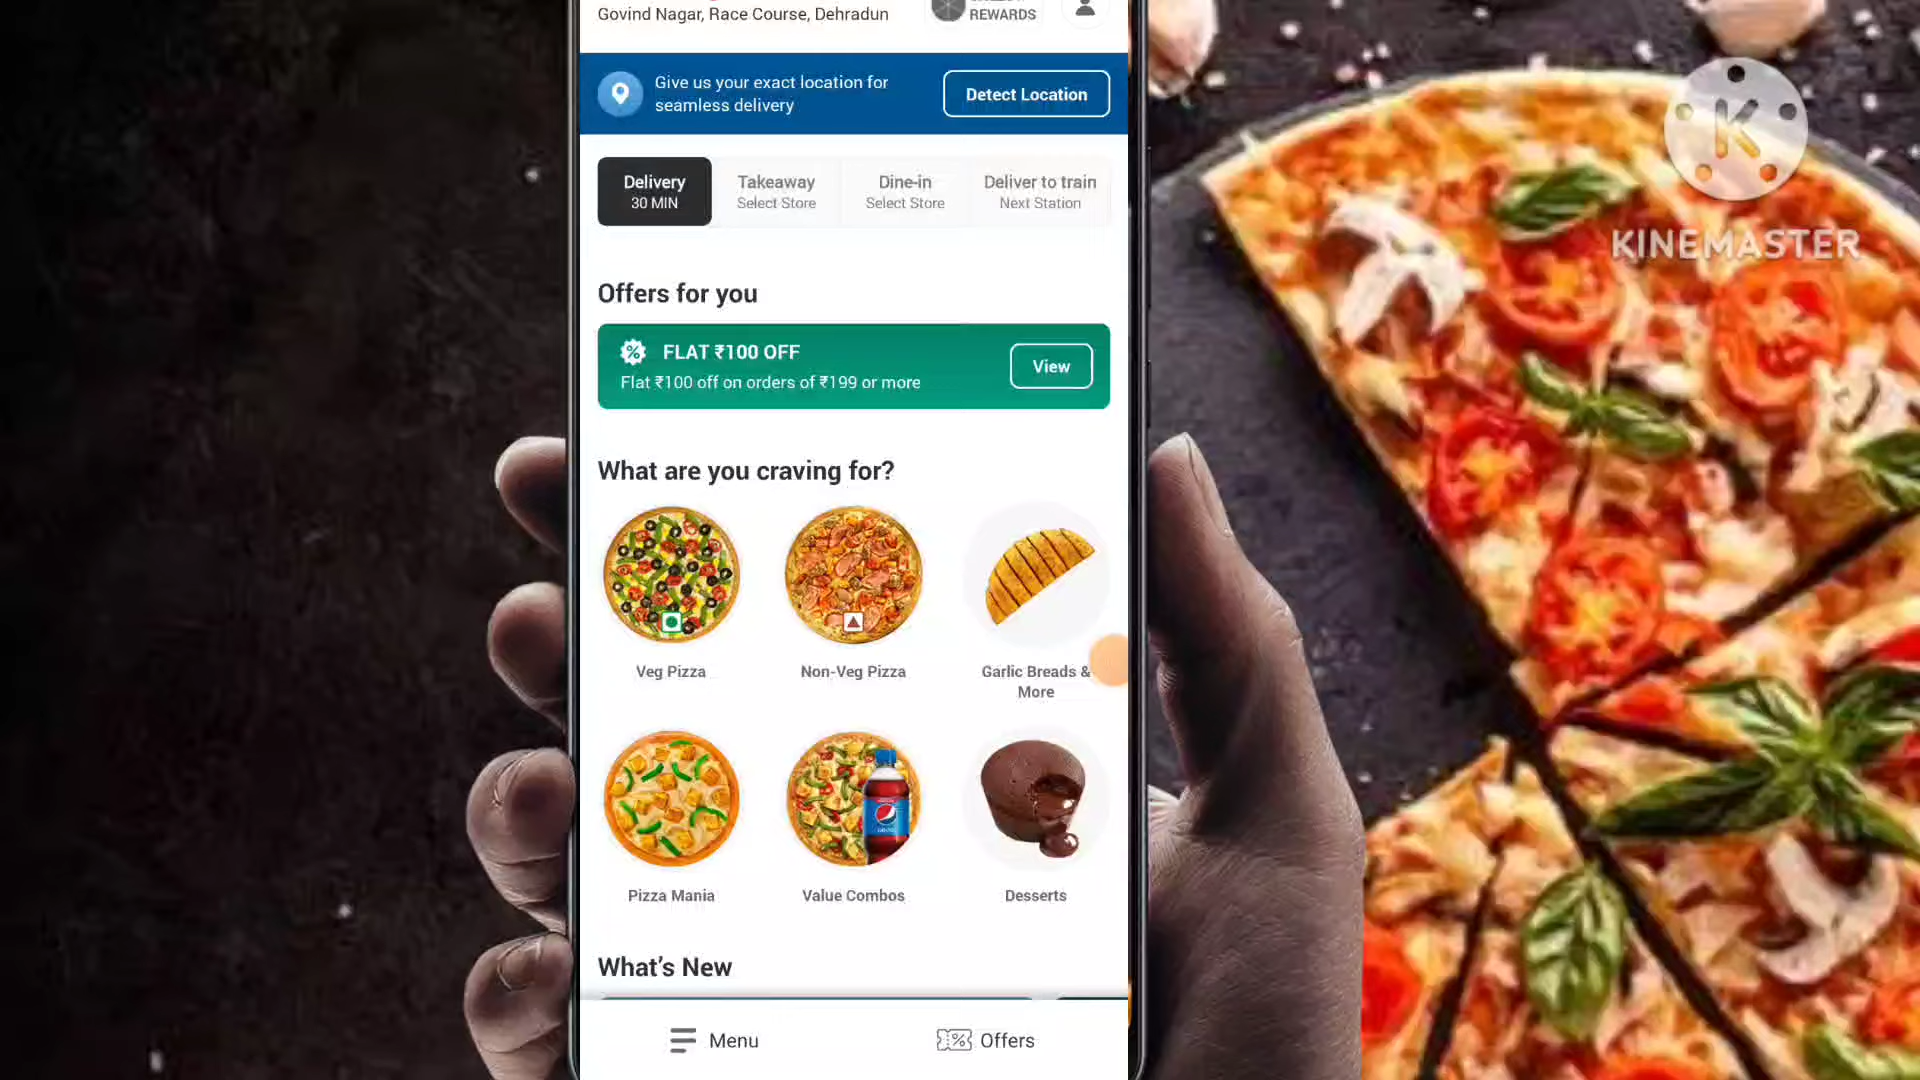 Govind Nagar, Race Course, Dehradun
REWARDS
Give us your exact location for
seamless delivery
Detect Location
Delivery
30 MIN
Takeaway
Select Store
Dine-in
Select Store
Deliver to train
Next Station
Offers for you
FLAT ₹100 OFF
Flat ₹100 off on orders of ₹199 or more
View
What are you craving for?
Veg Pizza
Non-Veg Pizza
Garlic Breads &
More
Pizza Mania
Value Combos
Desserts
What's New
Menu
Offers
K
KINEMASTER